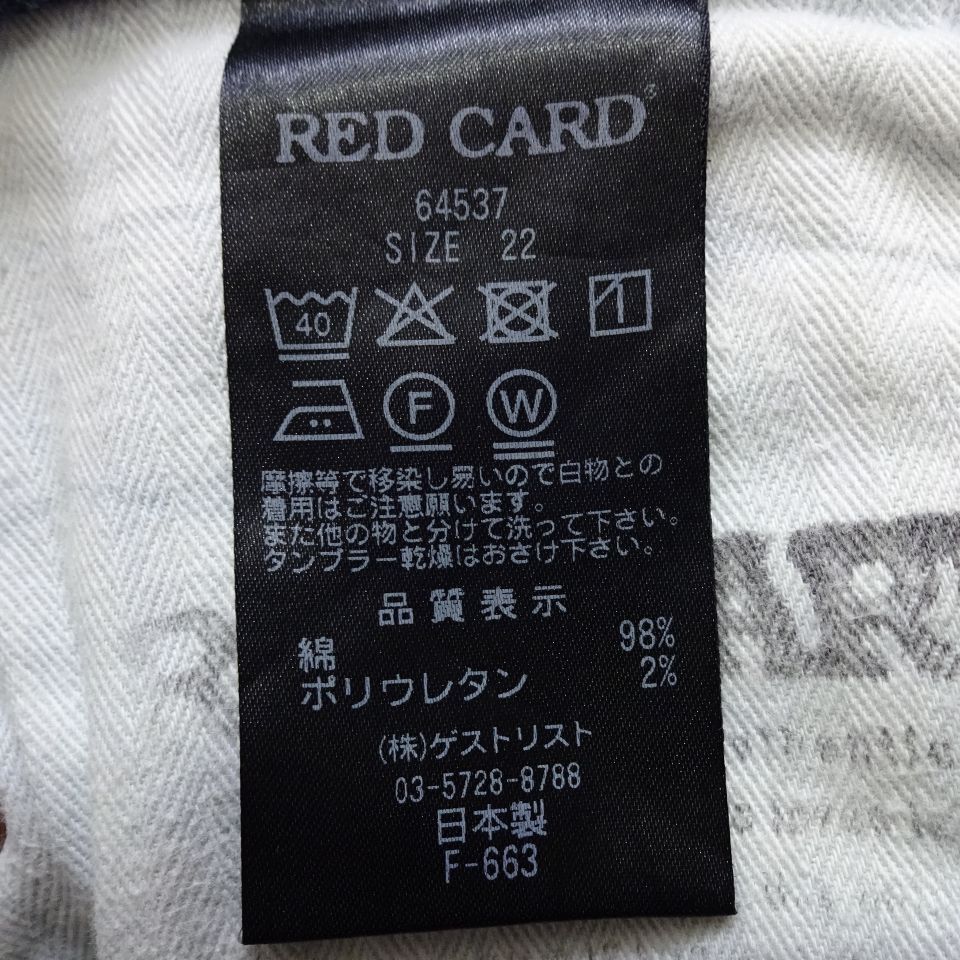 RED CARD®
64537
SIZE 22
40
F W
摩擦等で移染し易いので白物との
着用はご注意願います。
また他の物と分けて洗って下さい。
タンブラー乾燥はおさけ下さい。
品質表示
綿 98%
ポリウレタン 2%
(株)ゲストリスト
03-5728-8788
日本製
F-663